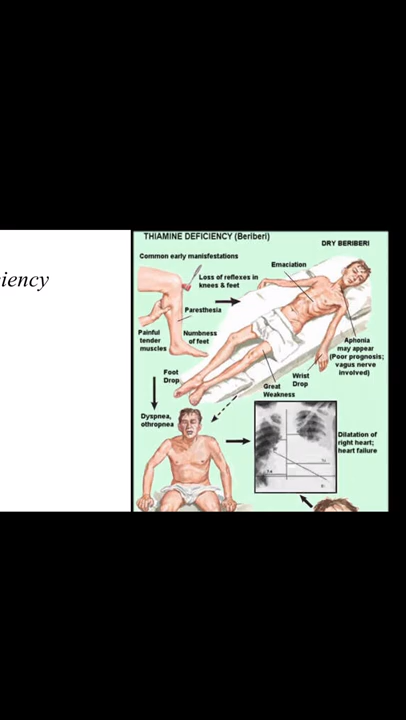 ciency
THIAMINE DEFICIENCY (Beriberi)
DRY BERIBERI
Common early manisfestations
Emaciation
Loss of reflexes in
knees & feet
Paresthesia
Painful
tender
muscles
Numbness
of feet
Aphonia
may appear
(Poor prognosis;
vagus nerve
involved)
Foot
Drop
Wrist
Drop
Great
Weakness
Dyspnea,
othropnea
Dilatation of
right heart;
heart failure